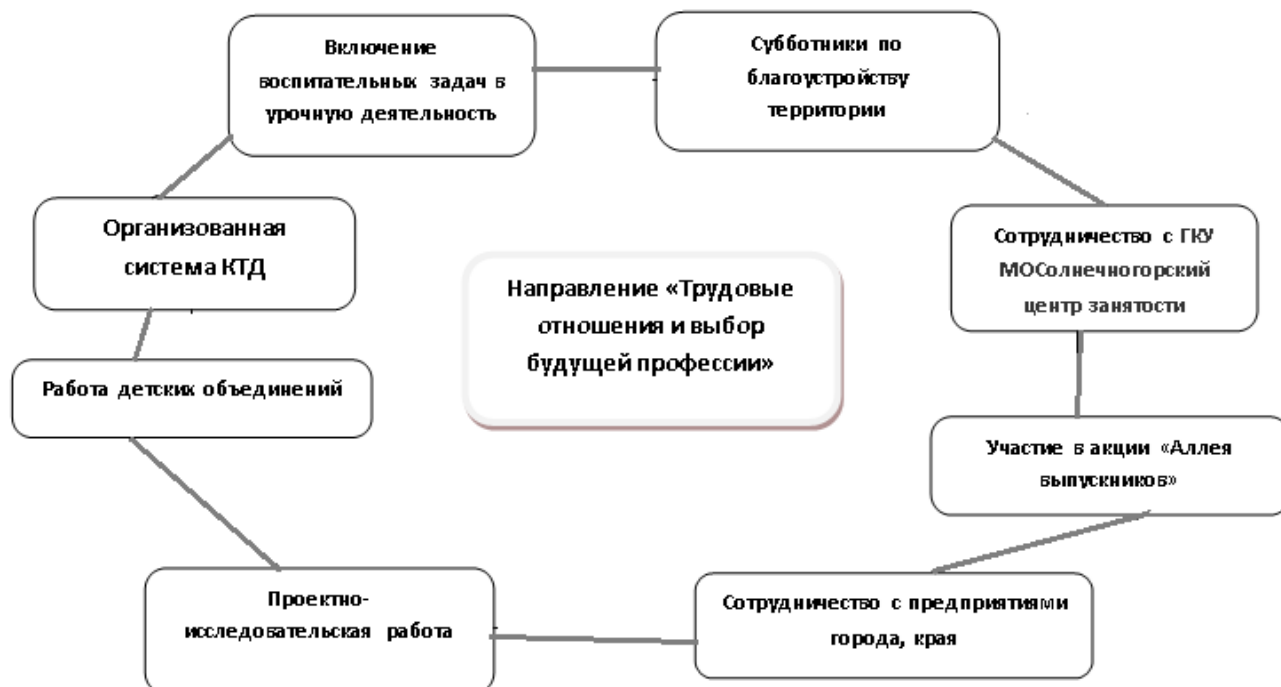 Включение
воспитательных задач в
урочную деятельность
Субботники по
благоустройству
территории
Организованная
система КТД
Сотрудничество с ГКУ
МОСолнечногорский
центр занятости
Направление «Трудовые
отношения и выбор
будущей профессии»
Работа детских объединений
Участие в акции «Аллея
выпускников»
Проектно-
исследовательская работа
Сотрудничество с предприятиями
города, края